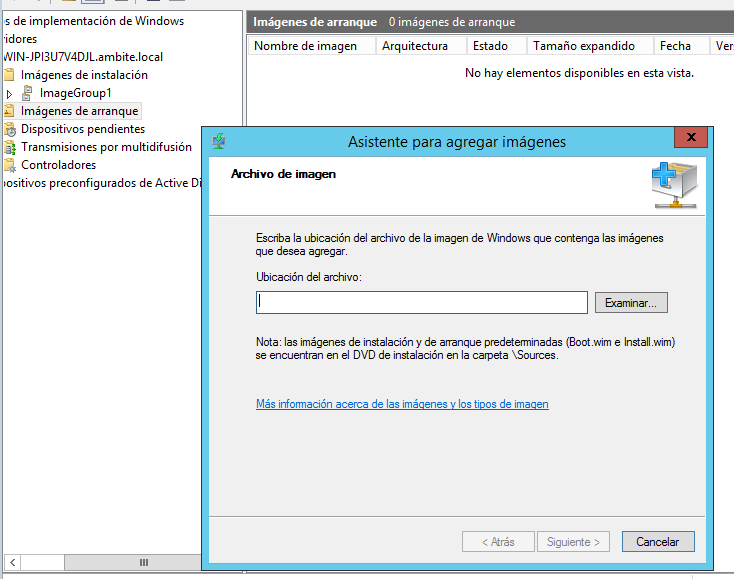 os de implementación de Windows
vidores
WIN-JPI3U7V4DJL.ambite.local
Imágenes de instalación
ImageGroup1
Imágenes de arranque
Dispositivos pendientes
Transmisiones por multidifusión
Controladores
positivos preconfigurados de Active Di
Imágenes de arranque 0 imágenes de arranque
Nombre de imagen Arquitectura Estado Tamaño expandido Fecha Ver
No hay elementos disponibles en esta vista.
Asistente para agregar imágenes
x
Archivo de imagen
Escriba la ubicación del archivo de la imagen de Windows que contenga las imágenes
que desea agregar.
Ubicación del archivo:
Examinar...
Nota: las imágenes de instalación y de arranque predeterminadas (Boot.wim e Install.wim)
se encuentran en el DVD de instalación en la carpeta \Sources.
Más información acerca de las imágenes y los tipos de imagen
< Atrás Siguiente > Cancelar